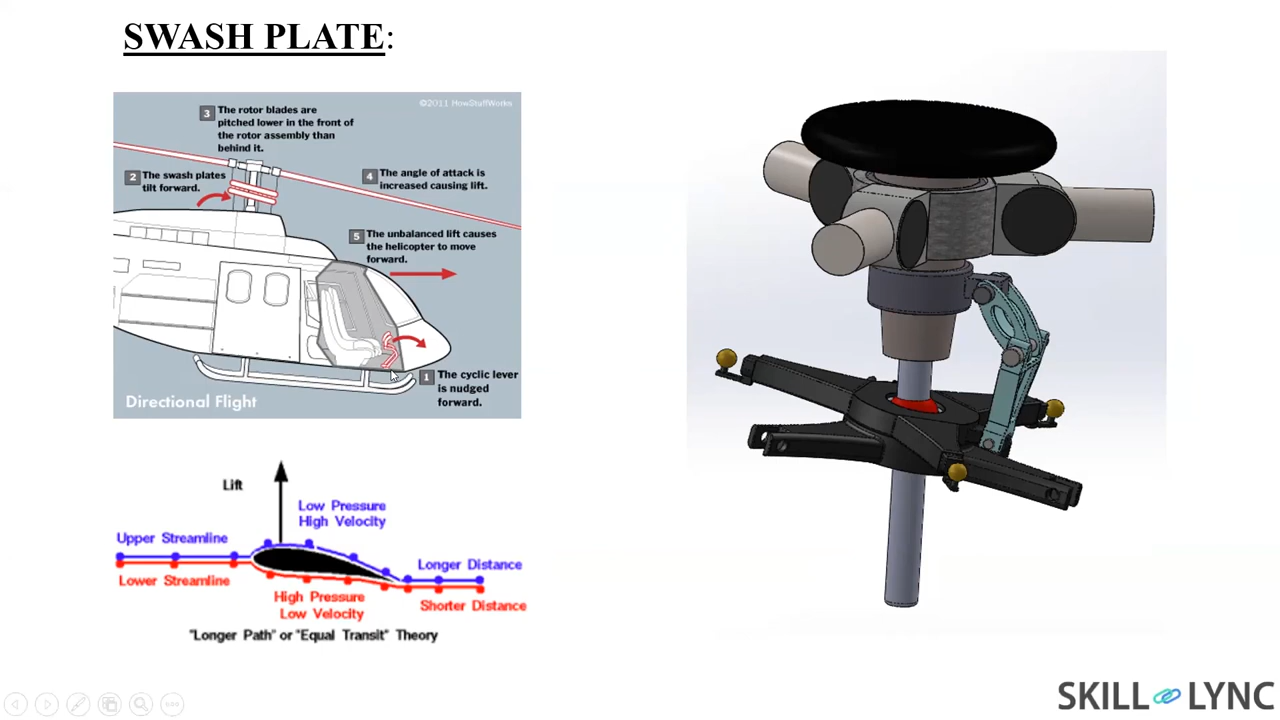 SWASH PLATE:
©2011 HowStuffWorks
3 The rotor blades are
pitched lower in the front of
the rotor assembly than
behind it.
2 The swash plates
tilt forward.
4 The angle of attack is
increased causing lift.
5 The unbalanced lift causes
the helicopter to move
forward.
1 The cyclic lever
is nudged
forward.
Directional Flight
Lift
Low Pressure
High Velocity
Upper Streamline
Longer Distance
Lower Streamline
High Pressure
Low Velocity
Shorter Distance
"Longer Path" or "Equal Transit" Theory
SKILL LYNC